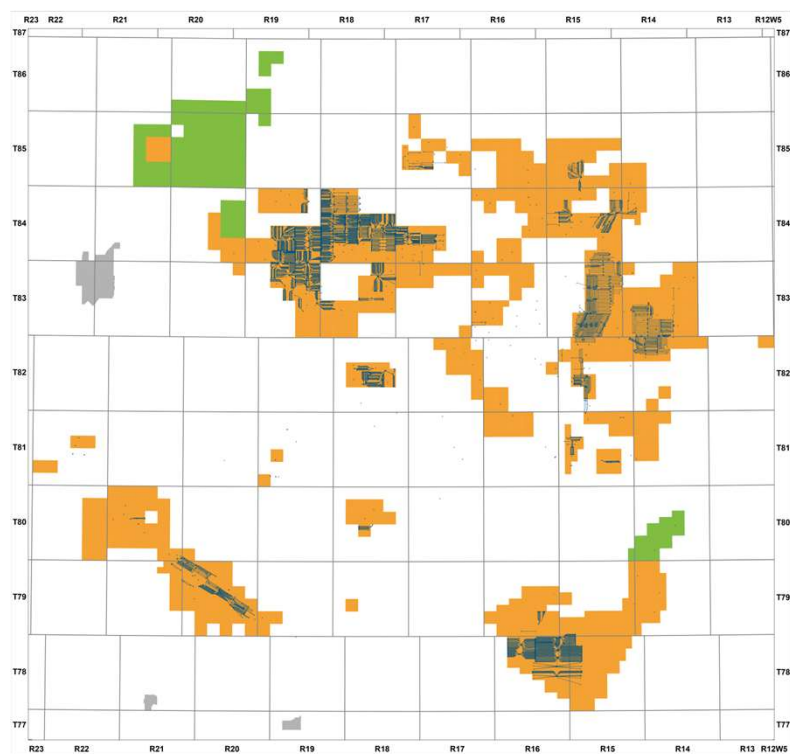 R23 R22 R21 R20 R19 R18 R17 R16 R15 R14 R13 R12W5
T87 T87
T86 T86
T85 T85
T84 T84
T83 T83
T82 T82
T81 T81
T80 T80
T79 T79
T78 T78
T77 T77
R23 R22 R21 R20 R19 R18 R17 R16 R15 R14 R13 R12W5